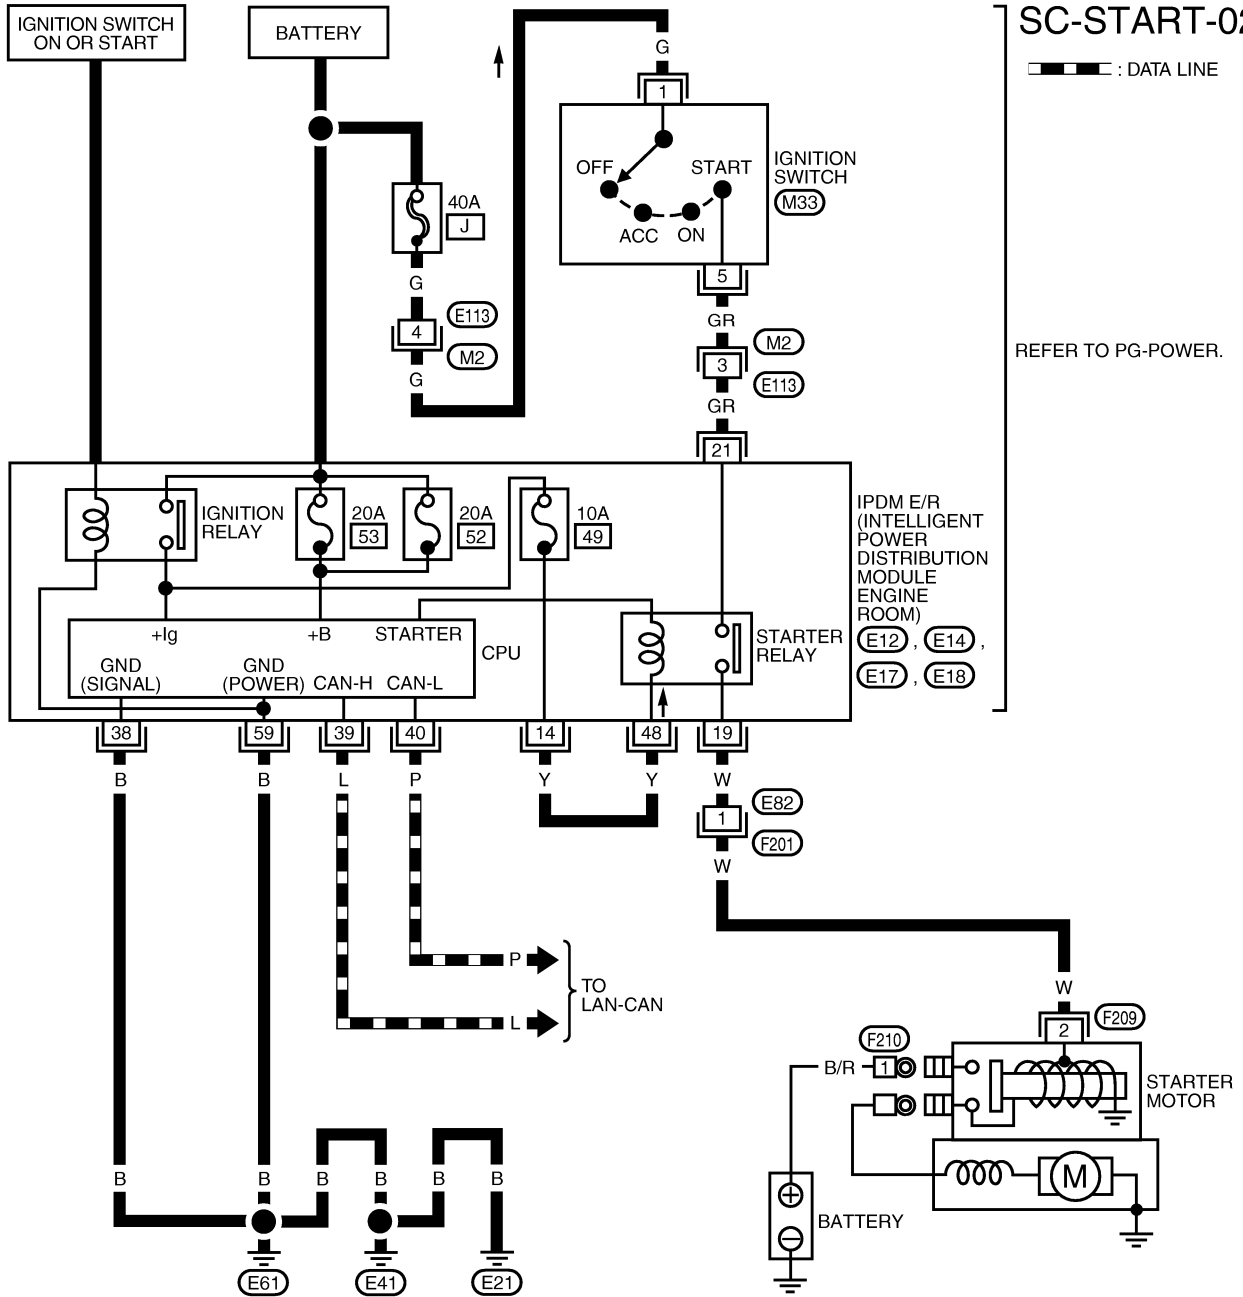 IGNITION SWITCH
ON OR START
BATTERY
SC-START-02
: DATA LINE
G
1
OFF
START
ACC
ON
IGNITION
SWITCH
M33
40A
J
G
E113
4
M2
G
5
GR
M2
3
E113
GR
21
REFER TO PG-POWER.
IGNITION
RELAY
20A
53
20A
52
10A
49
IPDM E/R
(INTELLIGENT
POWER
DISTRIBUTION
MODULE
ENGINE
ROOM)
E12 , E14 ,
E17 , E18
+Ig
+B
STARTER
CPU
GND
(SIGNAL)
GND
(POWER)
CAN-H
CAN-L
STARTER
RELAY
38
59
39
40
14
48
19
B
B
L
P
Y
Y
W
E82
1
F201
W
P
L
TO
LAN-CAN
W
F209
2
F210
B/R
1
STARTER
MOTOR
M
BATTERY
B
B
B
B
B
B
E61
E41
E21